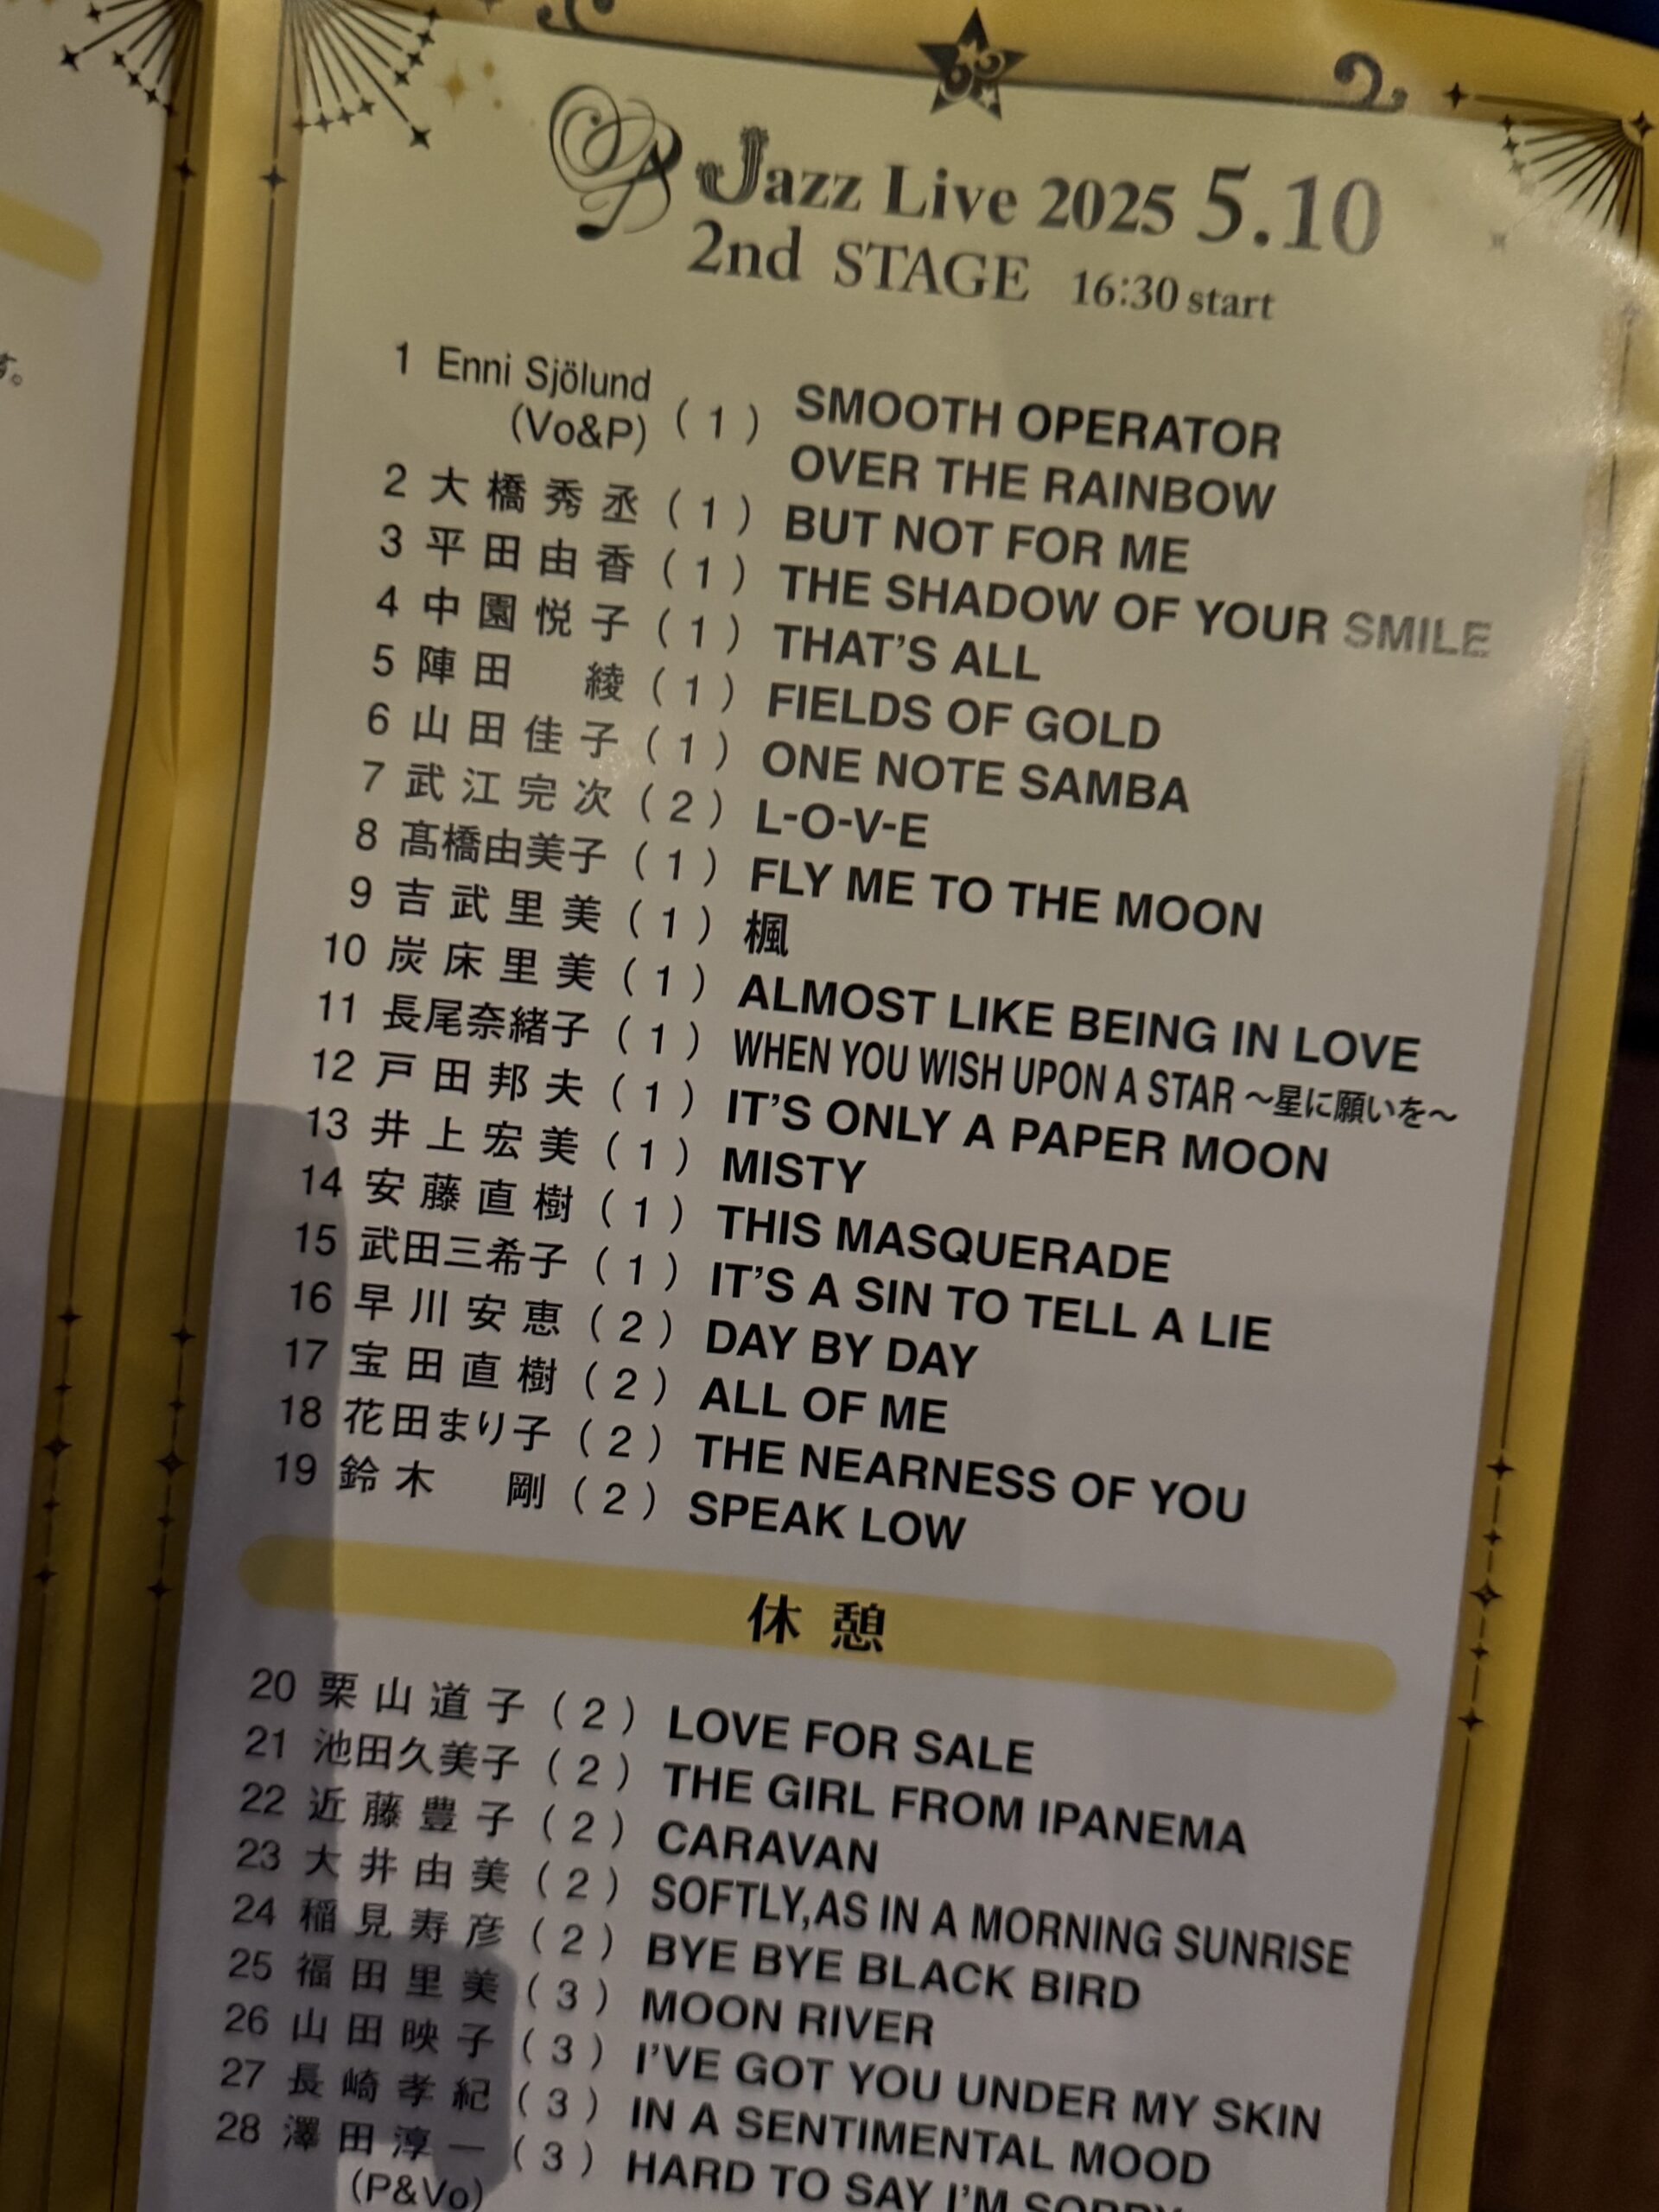 す。
B Jazz Live 2025 5.10
2nd STAGE 16:30 start
1 Enni Sjölund (Vo&P) (1) SMOOTH OPERATOR
OVER THE RAINBOW
2 大橋秀丞 (1) BUT NOT FOR ME
3 平田由香 (1) THE SHADOW OF YOUR SMILE
4 中園悦子 (1) THAT'S ALL
5 陣田 綾 (1) FIELDS OF GOLD
6 山田佳子 (1) ONE NOTE SAMBA
7 武江完次 (2) L-O-V-E
8 髙橋由美子 (1) FLY ME TO THE MOON
9 吉武里美 (1) 楓
10 炭床里美 (1) ALMOST LIKE BEING IN LOVE
11 長尾奈緒子 (1) WHEN YOU WISH UPON A STAR ～星に願いを～
12 戸田邦夫 (1) IT'S ONLY A PAPER MOON
13 井上宏美 (1) MISTY
14 安藤直樹 (1) THIS MASQUERADE
15 武田三希子 (1) IT'S A SIN TO TELL A LIE
16 早川安恵 (2) DAY BY DAY
17 宝田直樹 (2) ALL OF ME
18 花田まり子 (2) THE NEARNESS OF YOU
19 鈴木 剛 (2) SPEAK LOW
休憩
20 栗山道子 (2) LOVE FOR SALE
21 池田久美子 (2) THE GIRL FROM IPANEMA
22 近藤豊子 (2) CARAVAN
23 大井由美 (2) SOFTLY,AS IN A MORNING SUNRISE
24 稲見寿彦 (2) BYE BYE BLACK BIRD
25 福田里美 (3) MOON RIVER
26 山田映子 (3) I'VE GOT YOU UNDER MY SKIN
27 長崎孝紀 (3) IN A SENTIMENTAL MOOD
28 澤田淳一 (3) HARD TO SAY I'M SORRY
(P&Vo)